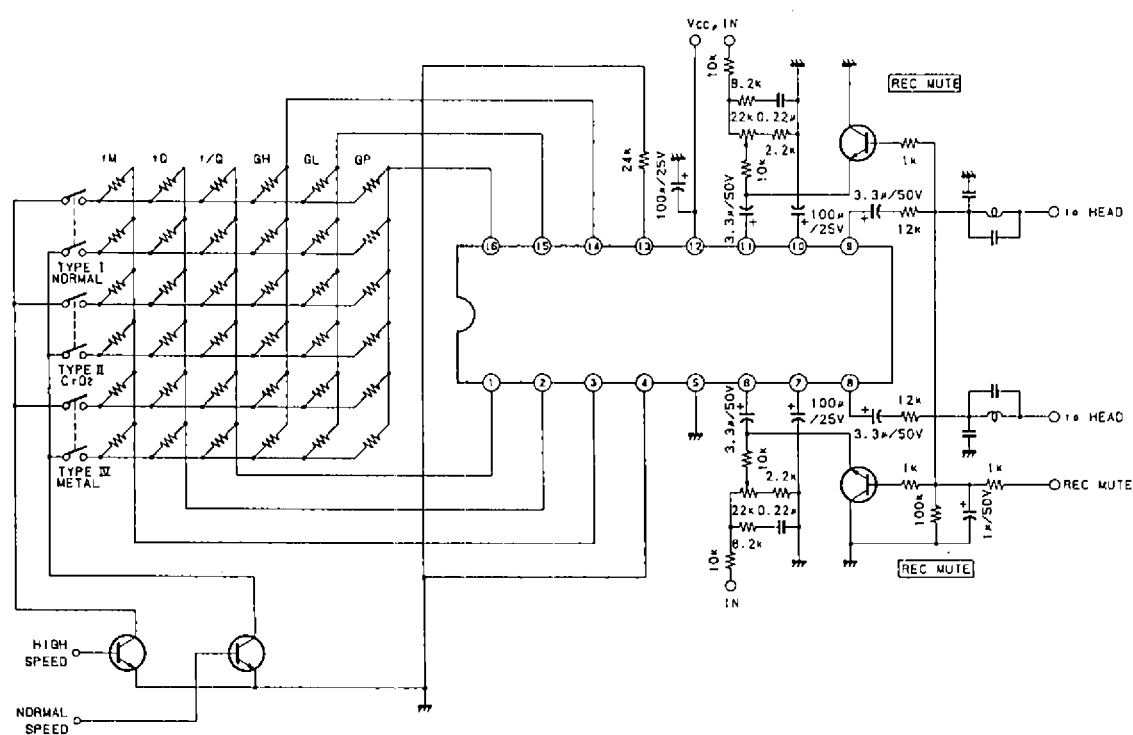 Vcc, IN
10k
8.2k
22k 0.22μ
2.2k
10k
REC MUTE
1k
24k
100μ/25V
3.3μ/50V
3.3μ/50V
12k
100μ
/25V
to HEAD
fM fQ f/Q GH GL GP
16 15 14 13 12 11 10 9
TYPE I
NORMAL
TYPE II
CrO2
TYPE IV
METAL
1 2 3 4 5 6 7 8
3.3μ/50V
100μ
/25V
12k
3.3μ/50V
to HEAD
10k
2.2k
22k 0.22μ
8.2k
10k
IN
1k
1k
REC MUTE
100k
1μ/50V
REC MUTE
HIGH
SPEED
NORMAL
SPEED